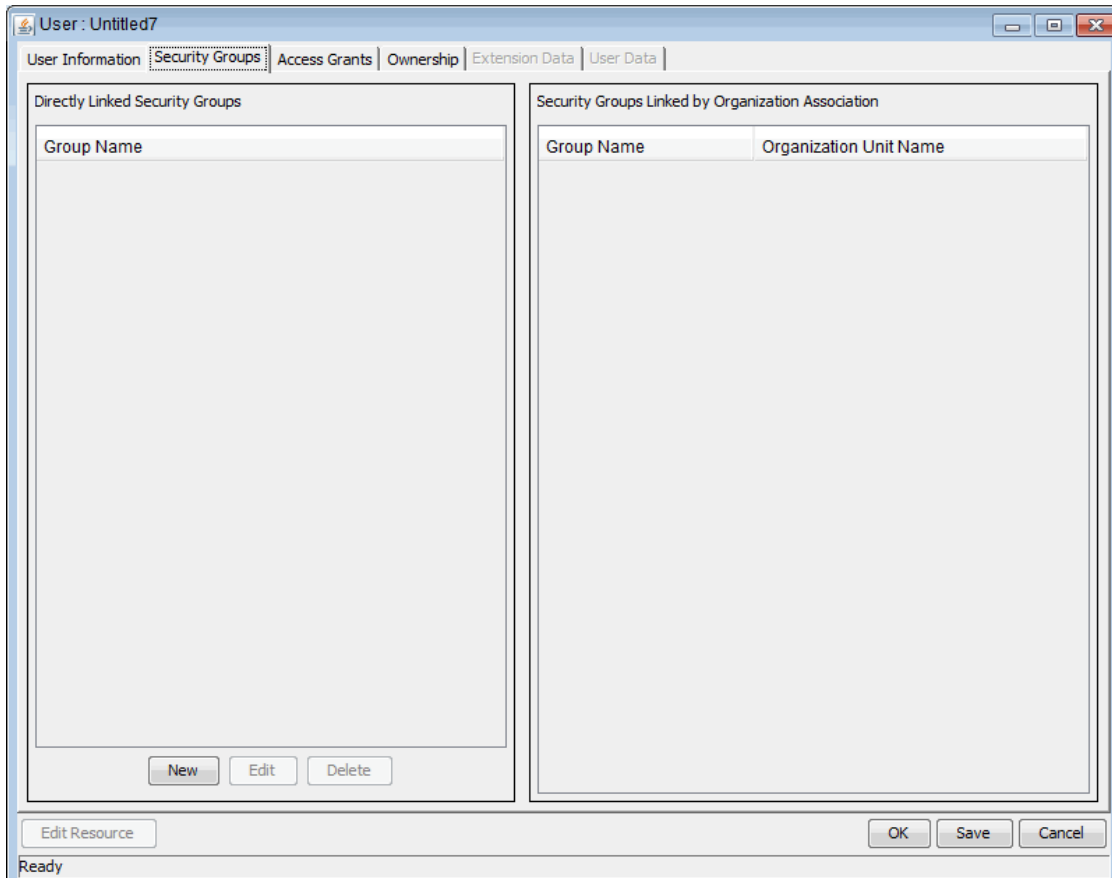 User : Untitled7
User Information Security Groups Access Grants Ownership Extension Data User Data
Directly Linked Security Groups
Group Name
New Edit Delete
Security Groups Linked by Organization Association
Group Name Organization Unit Name
Edit Resource OK Save Cancel
Ready